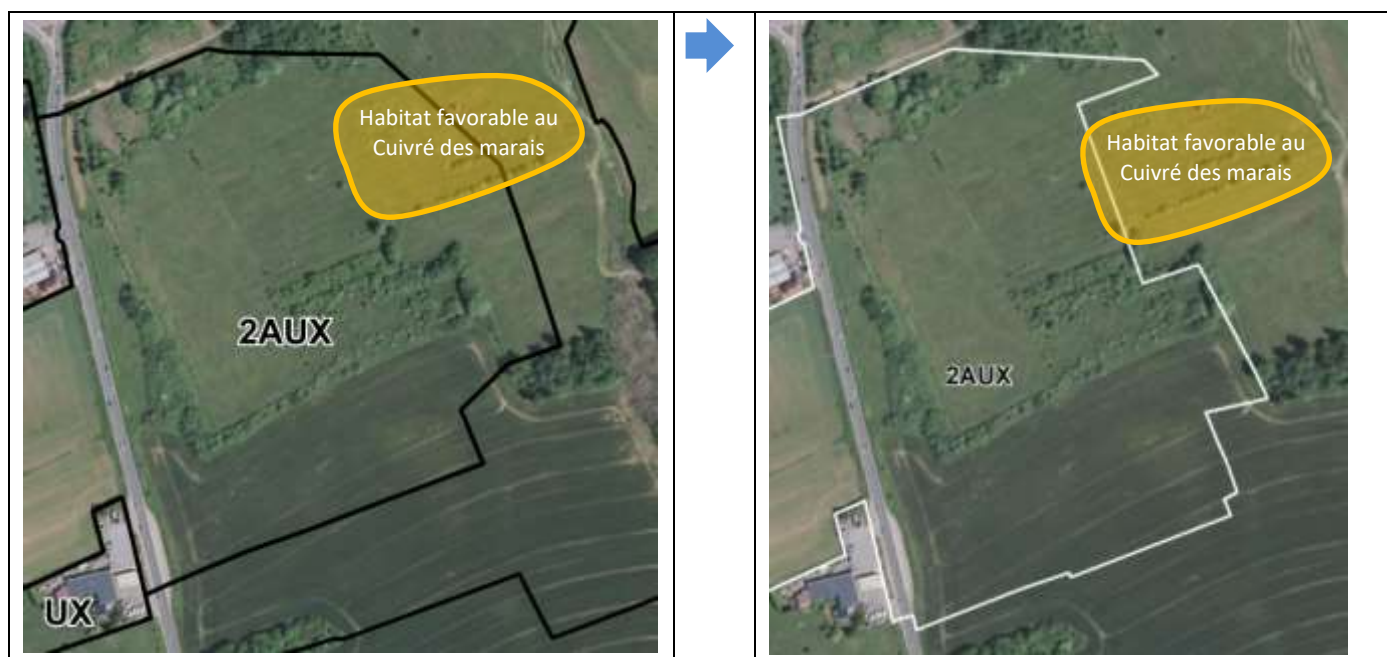 Habitat favorable au
Cuivré des marais
2AUX
UX
Habitat favorable au
Cuivré des marais
2AUX